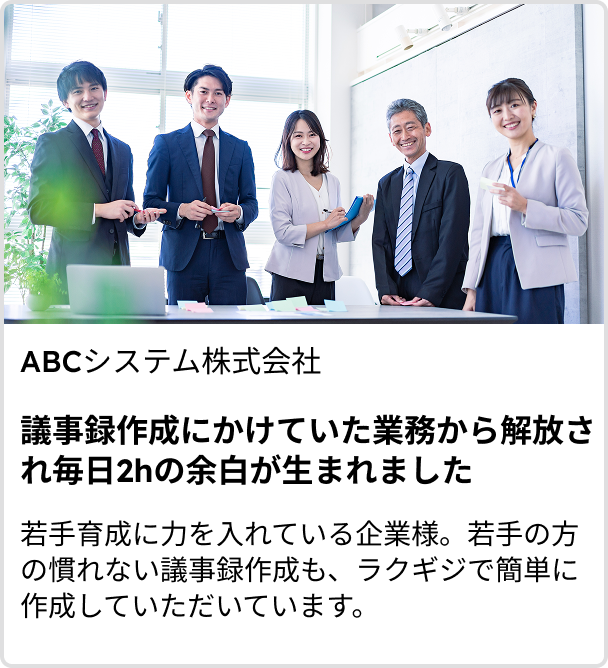 ABCシステム株式会社
議事録作成にかけていた業務から解放さ
れ毎日2hの余白が生まれました
若手育成に力を入れている企業様。若手の方
の慣れない議事録作成も、ラクギジで簡単に
作成していただいています。